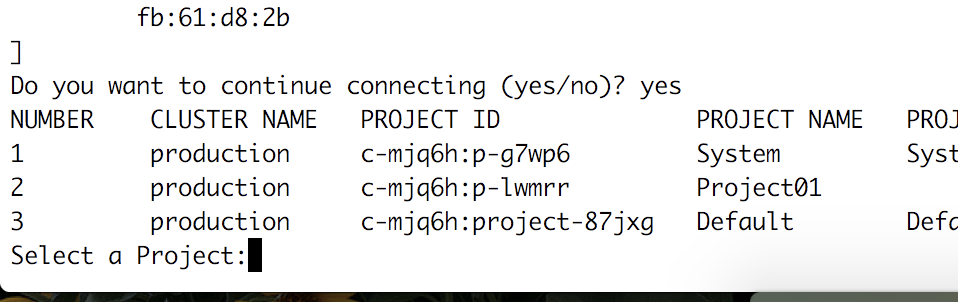 fb:61:d8:2b
]
Do you want to continue connecting (yes/no)? yes
NUMBER CLUSTER NAME PROJECT ID PROJECT NAME PROJ
1 production c-mjq6h:p-g7wp6 System Syst
2 production c-mjq6h:p-lwmrr Project01
3 production c-mjq6h:project-87jxg Default Defa
Select a Project: